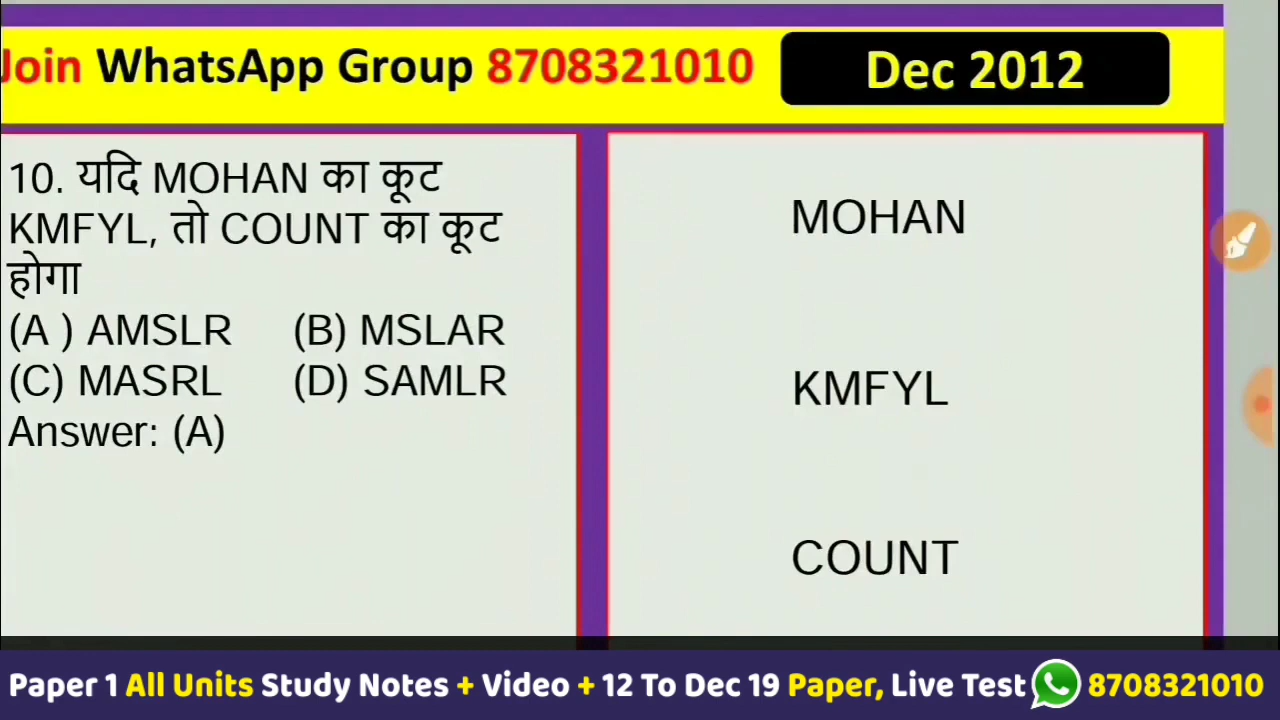 Join WhatsApp Group 8708321010
Dec 2012
10. यदि MOHAN का कूट
KMFYL, तो COUNT का कूट
होगा
(A ) AMSLR (B) MSLAR
(C) MASRL (D) SAMLR
Answer: (A)
MOHAN
KMFYL
COUNT
Paper 1 All Units Study Notes + Video + 12 To Dec 19 Paper, Live Test 8708321010